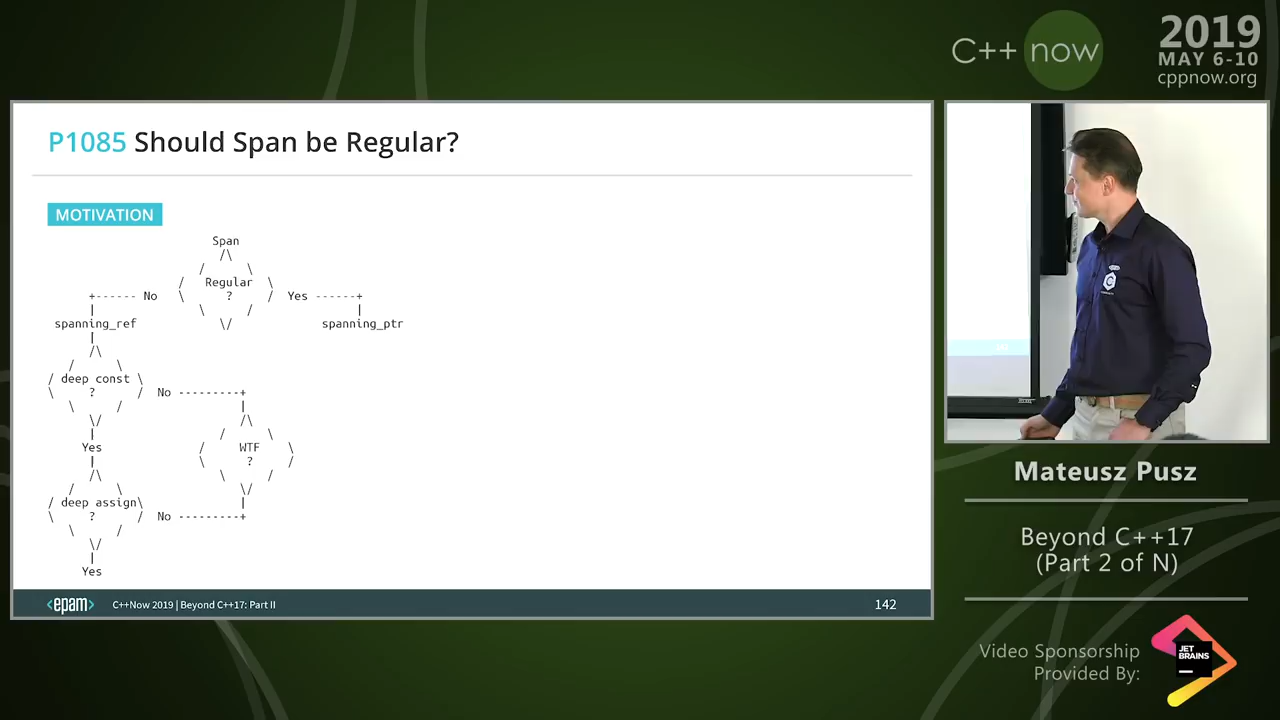 C++ now
2019
MAY 6-10
cppnow.org
P1085 Should Span be Regular?
MOTIVATION
Span
/\
/ \
/ Regular \
+------ No \ ? / Yes ------+
| \ / |
spanning_ref \/ spanning_ptr
|
/\
/ \
/ deep const \
\ ? / No ---------+
\ / |
\/ /\
| / \
Yes / WTF \
| \ ? /
/\ \ /
/ \ \/
/ deep assign\ |
\ ? / No ---------+
\ /
\/
|
Yes
<epam> C++Now 2019 | Beyond C++17: Part II 142
Mateusz Pusz
Beyond C++17
(Part 2 of N)
Video Sponsorship
Provided By:
JET
BRAINS